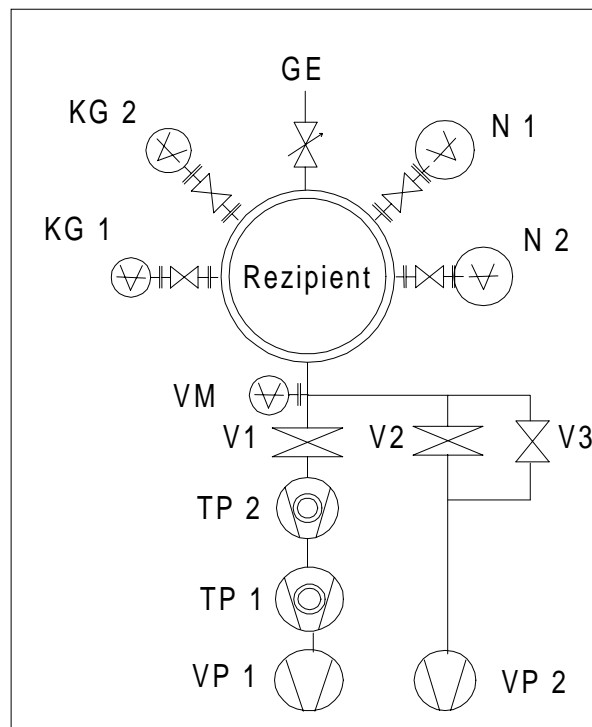 GE
KG 2
N 1
KG 1
N 2
Rezipient
VM
V1
V2
V3
TP 2
TP 1
VP 1
VP 2